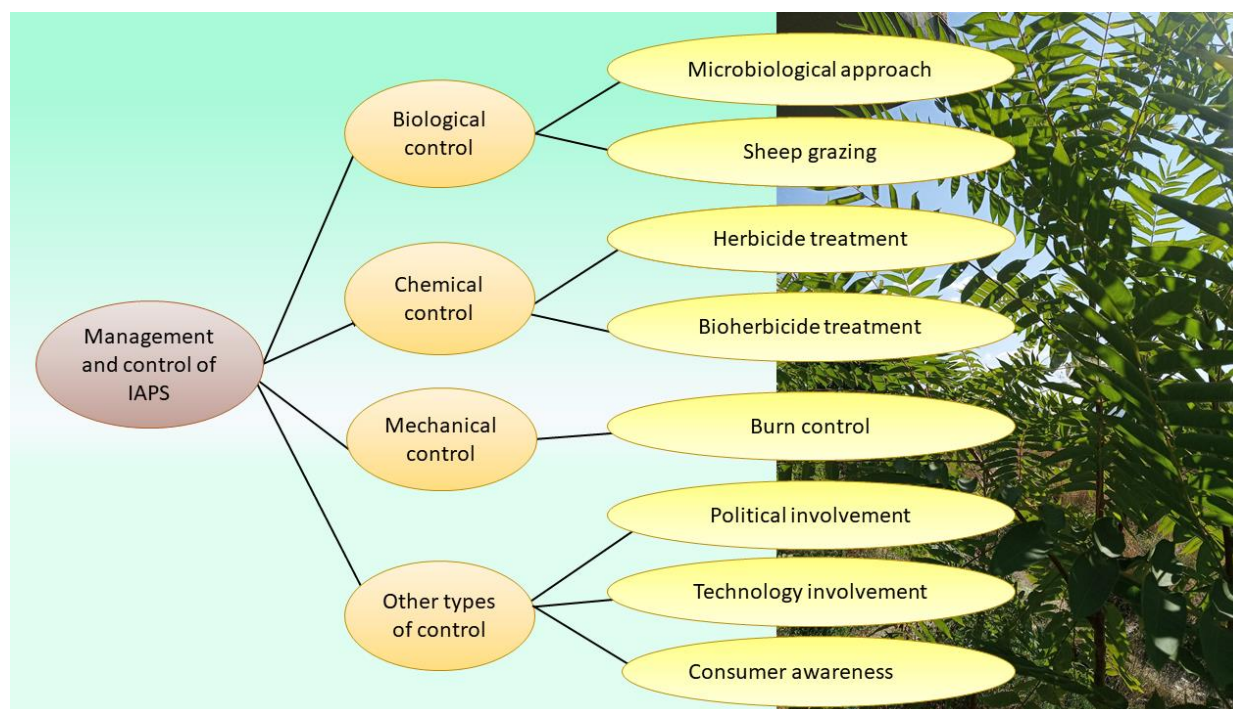 Management
and control of
IAPS
Biological
control
Microbiological approach
Sheep grazing
Chemical
control
Herbicide treatment
Bioherbicide treatment
Mechanical
control
Burn control
Other types
of control
Political involvement
Technology involvement
Consumer awareness